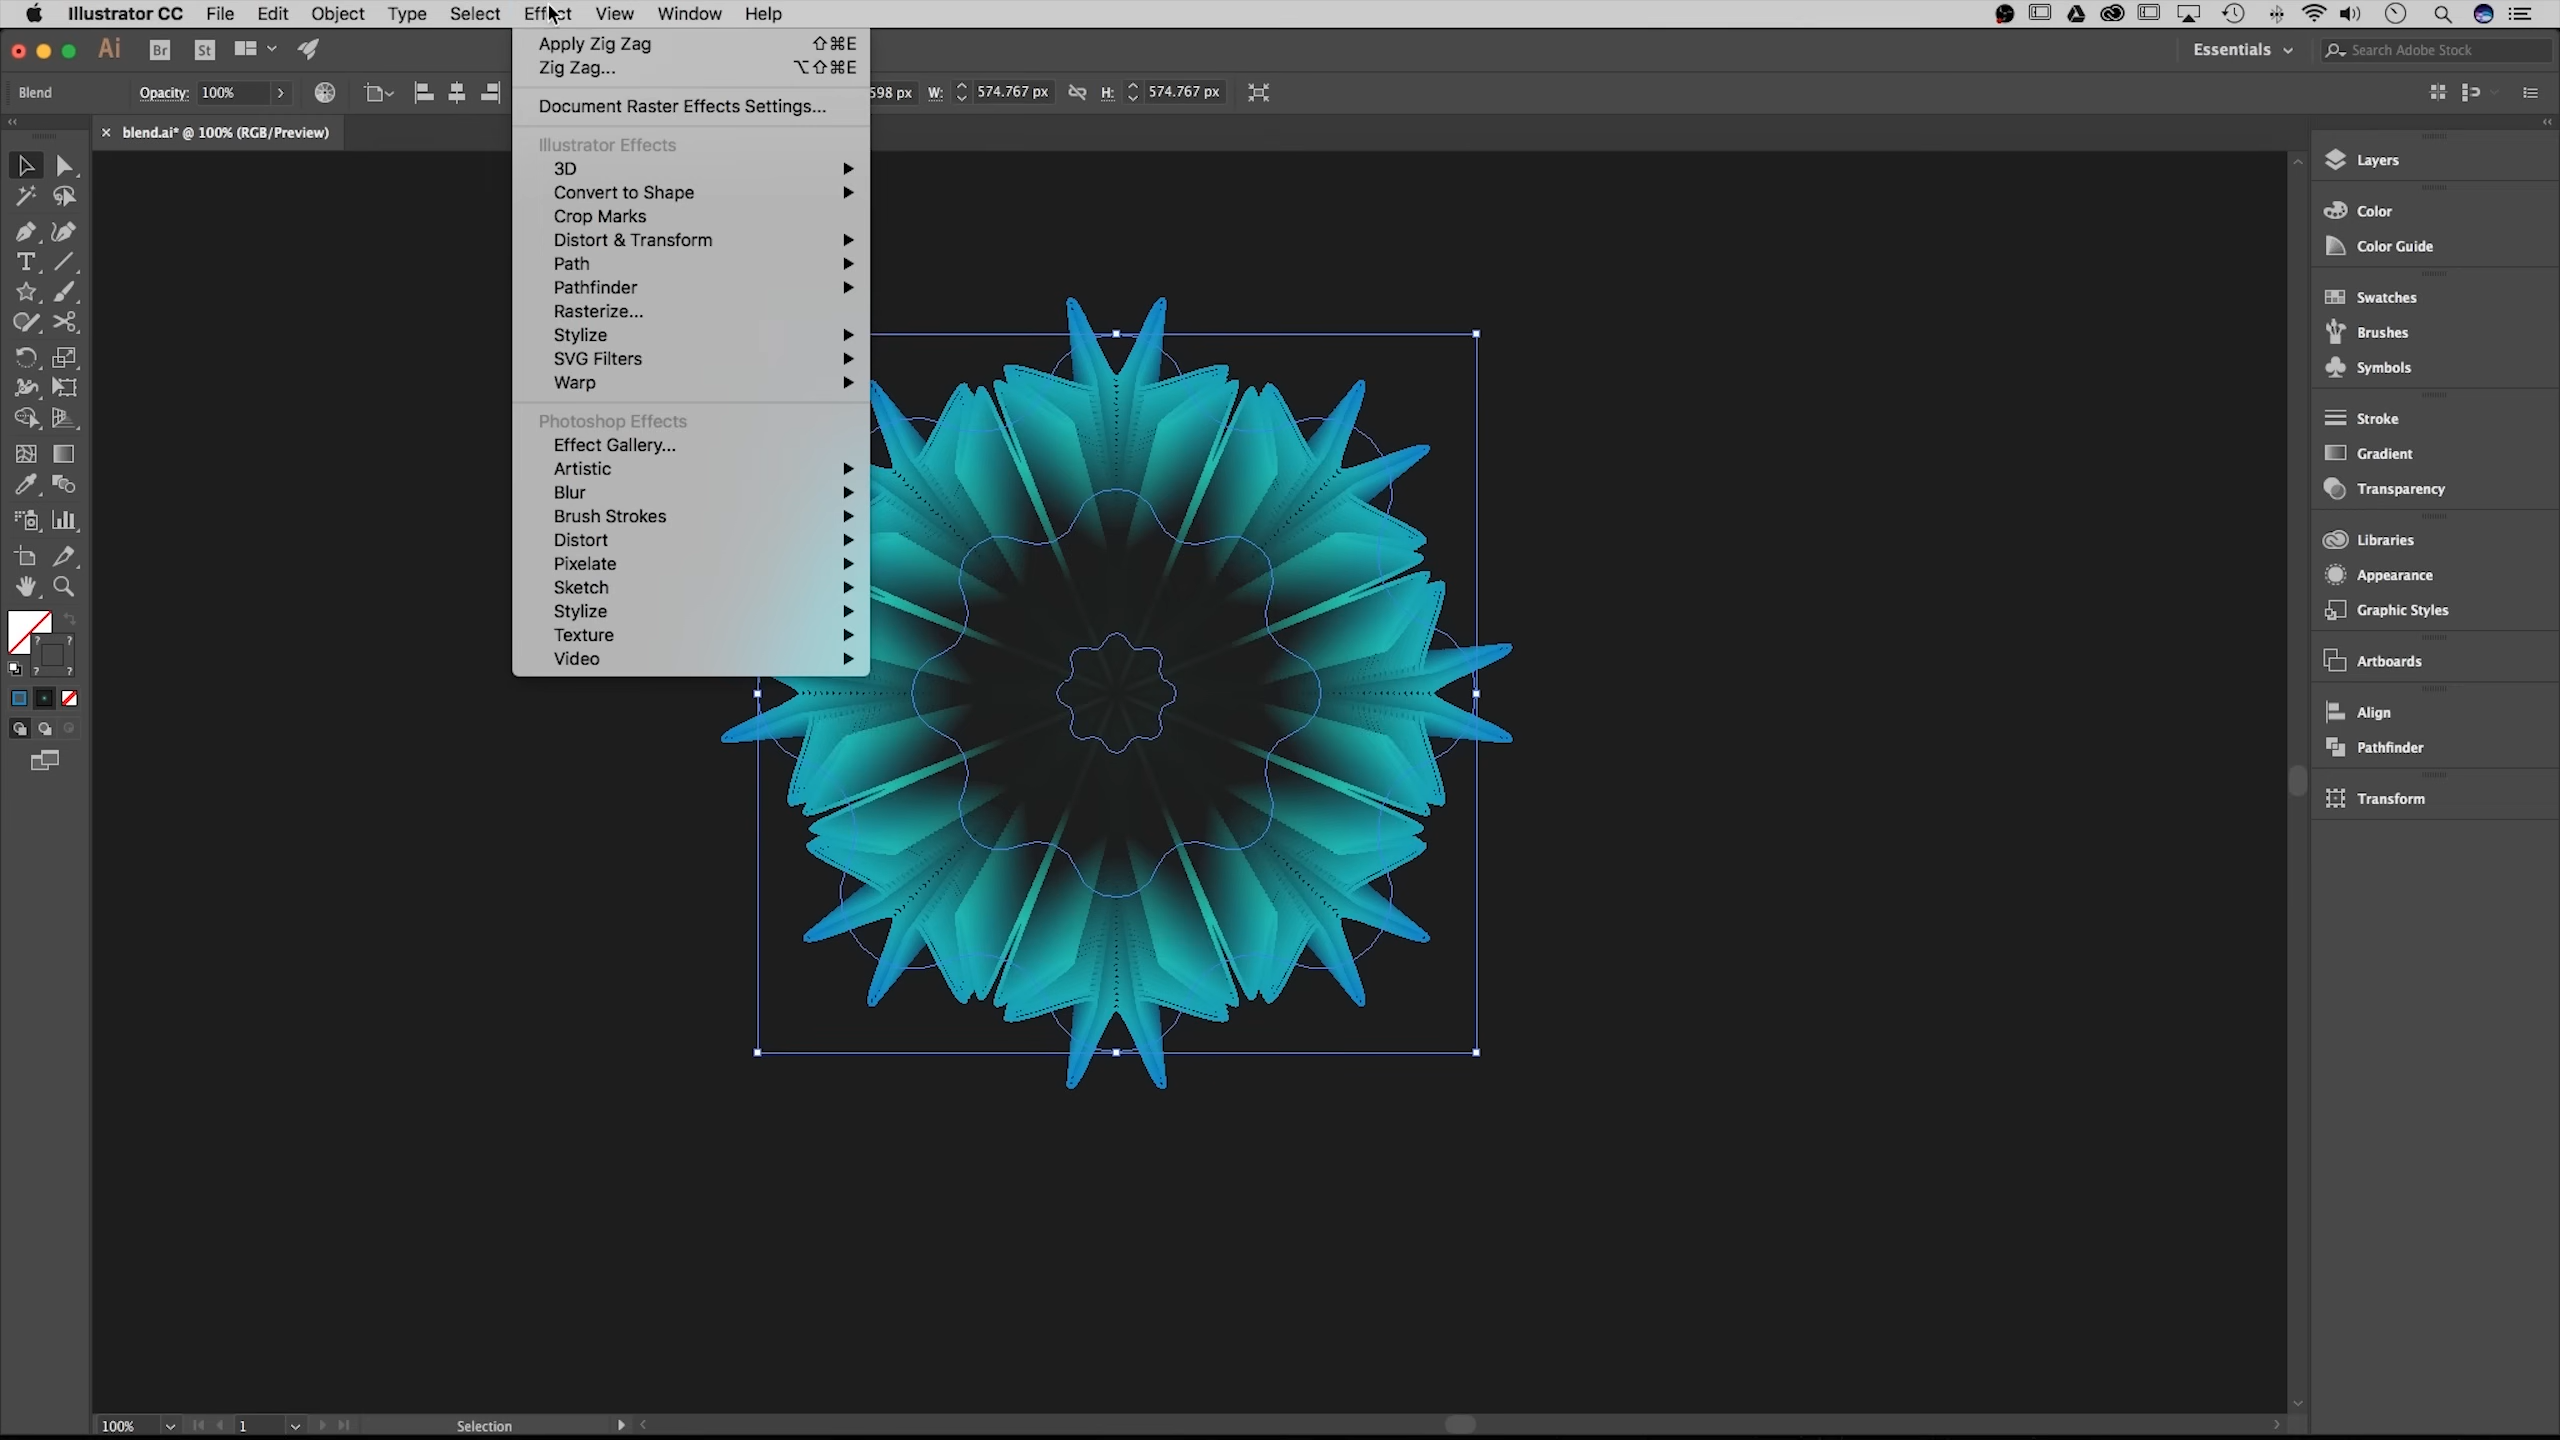 Illustrator CC File Edit Object Type Select Effect View Window Help
Ai Br St Essentials Search Adobe Stock
Blend Opacity: 100% 598 px W: 574.767 px H: 574.767 px
blend.ai* @ 100% (RGB/Preview)
Apply Zig Zag ⇧⌘E
Zig Zag... ⌥⇧⌘E
Document Raster Effects Settings...
Illustrator Effects
3D
Convert to Shape
Crop Marks
Distort & Transform
Path
Pathfinder
Rasterize...
Stylize
SVG Filters
Warp
Photoshop Effects
Effect Gallery...
Artistic
Blur
Brush Strokes
Distort
Pixelate
Sketch
Stylize
Texture
Video
Layers
Color
Color Guide
Swatches
Brushes
Symbols
Stroke
Gradient
Transparency
Libraries
Appearance
Graphic Styles
Artboards
Align
Pathfinder
Transform
100% 1 Selection